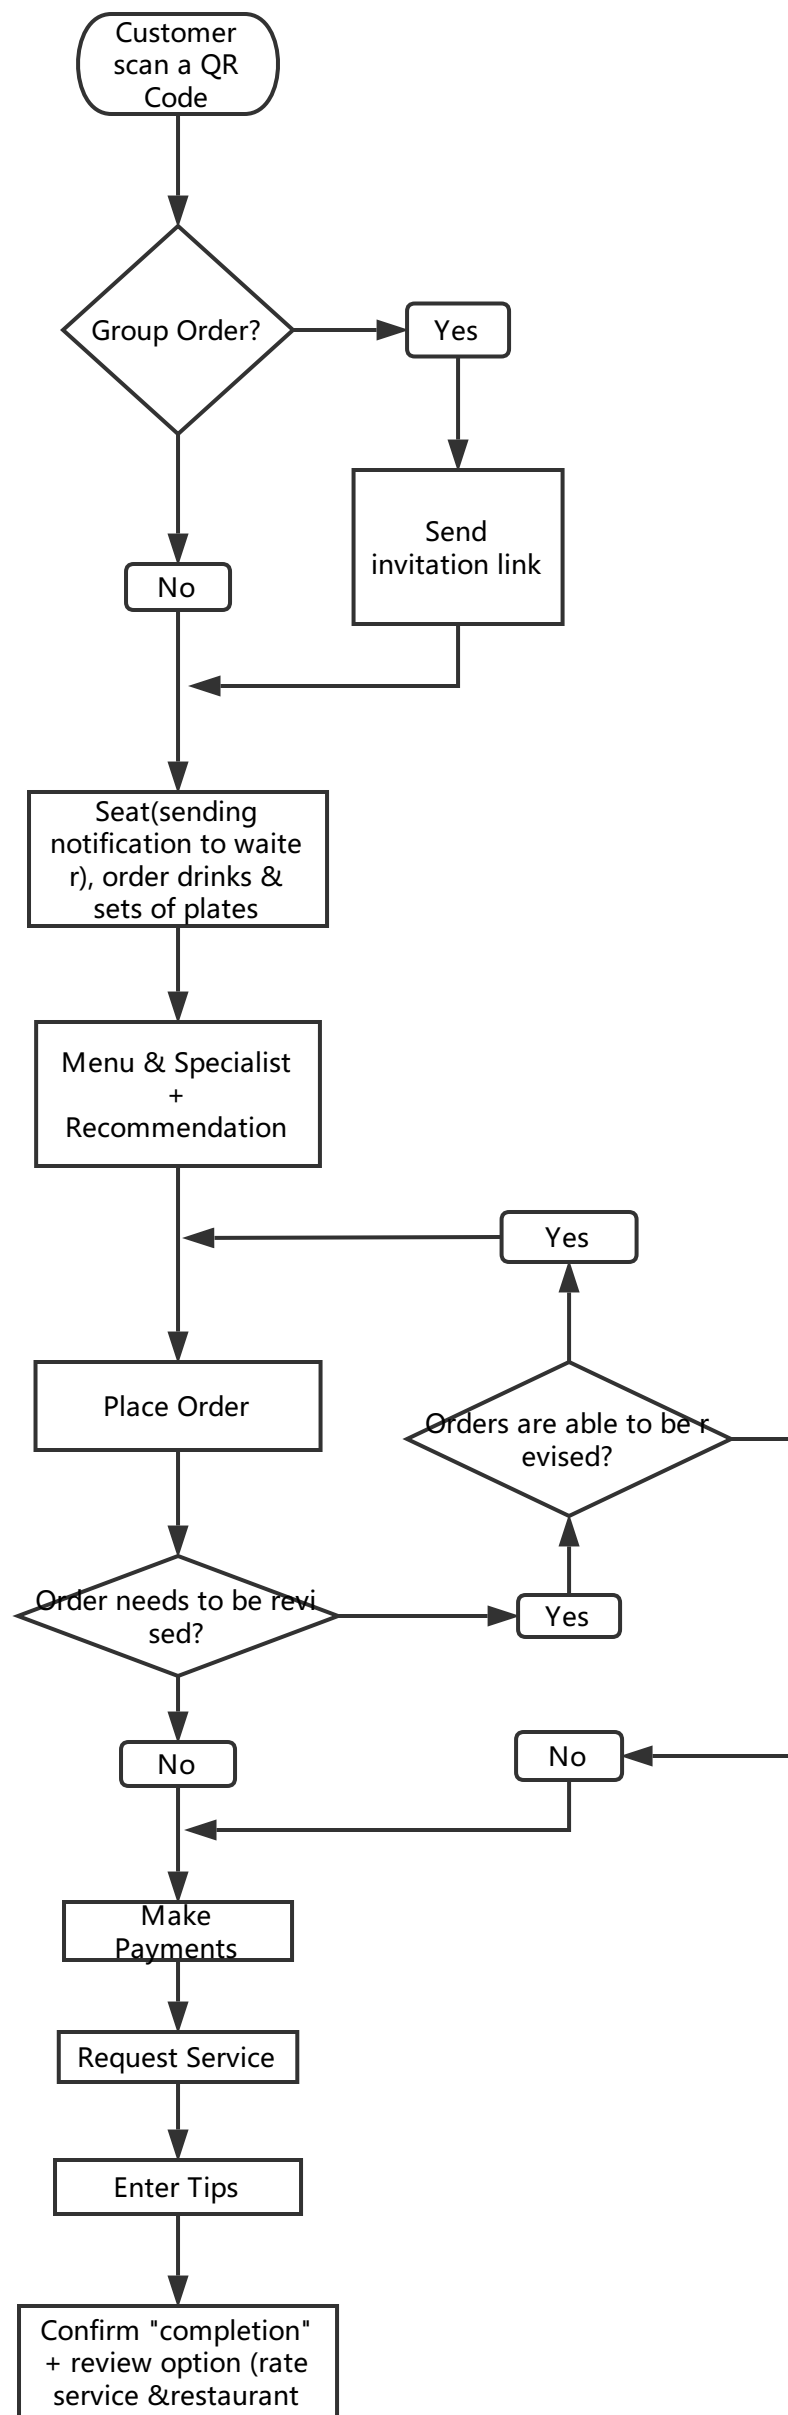 Customer
scan a QR
Code
Group Order?
Yes
Send
invitation link
No
Seat(sending
notification to waite
r), order drinks &
sets of plates
Menu & Specialist
+
Recommendation
Yes
Place Order
Orders are able to be r
evised?
Order needs to be revi
sed?
Yes
No
No
Make
Payments
Request Service
Enter Tips
Confirm "completion"
+ review option (rate
service &restaurant